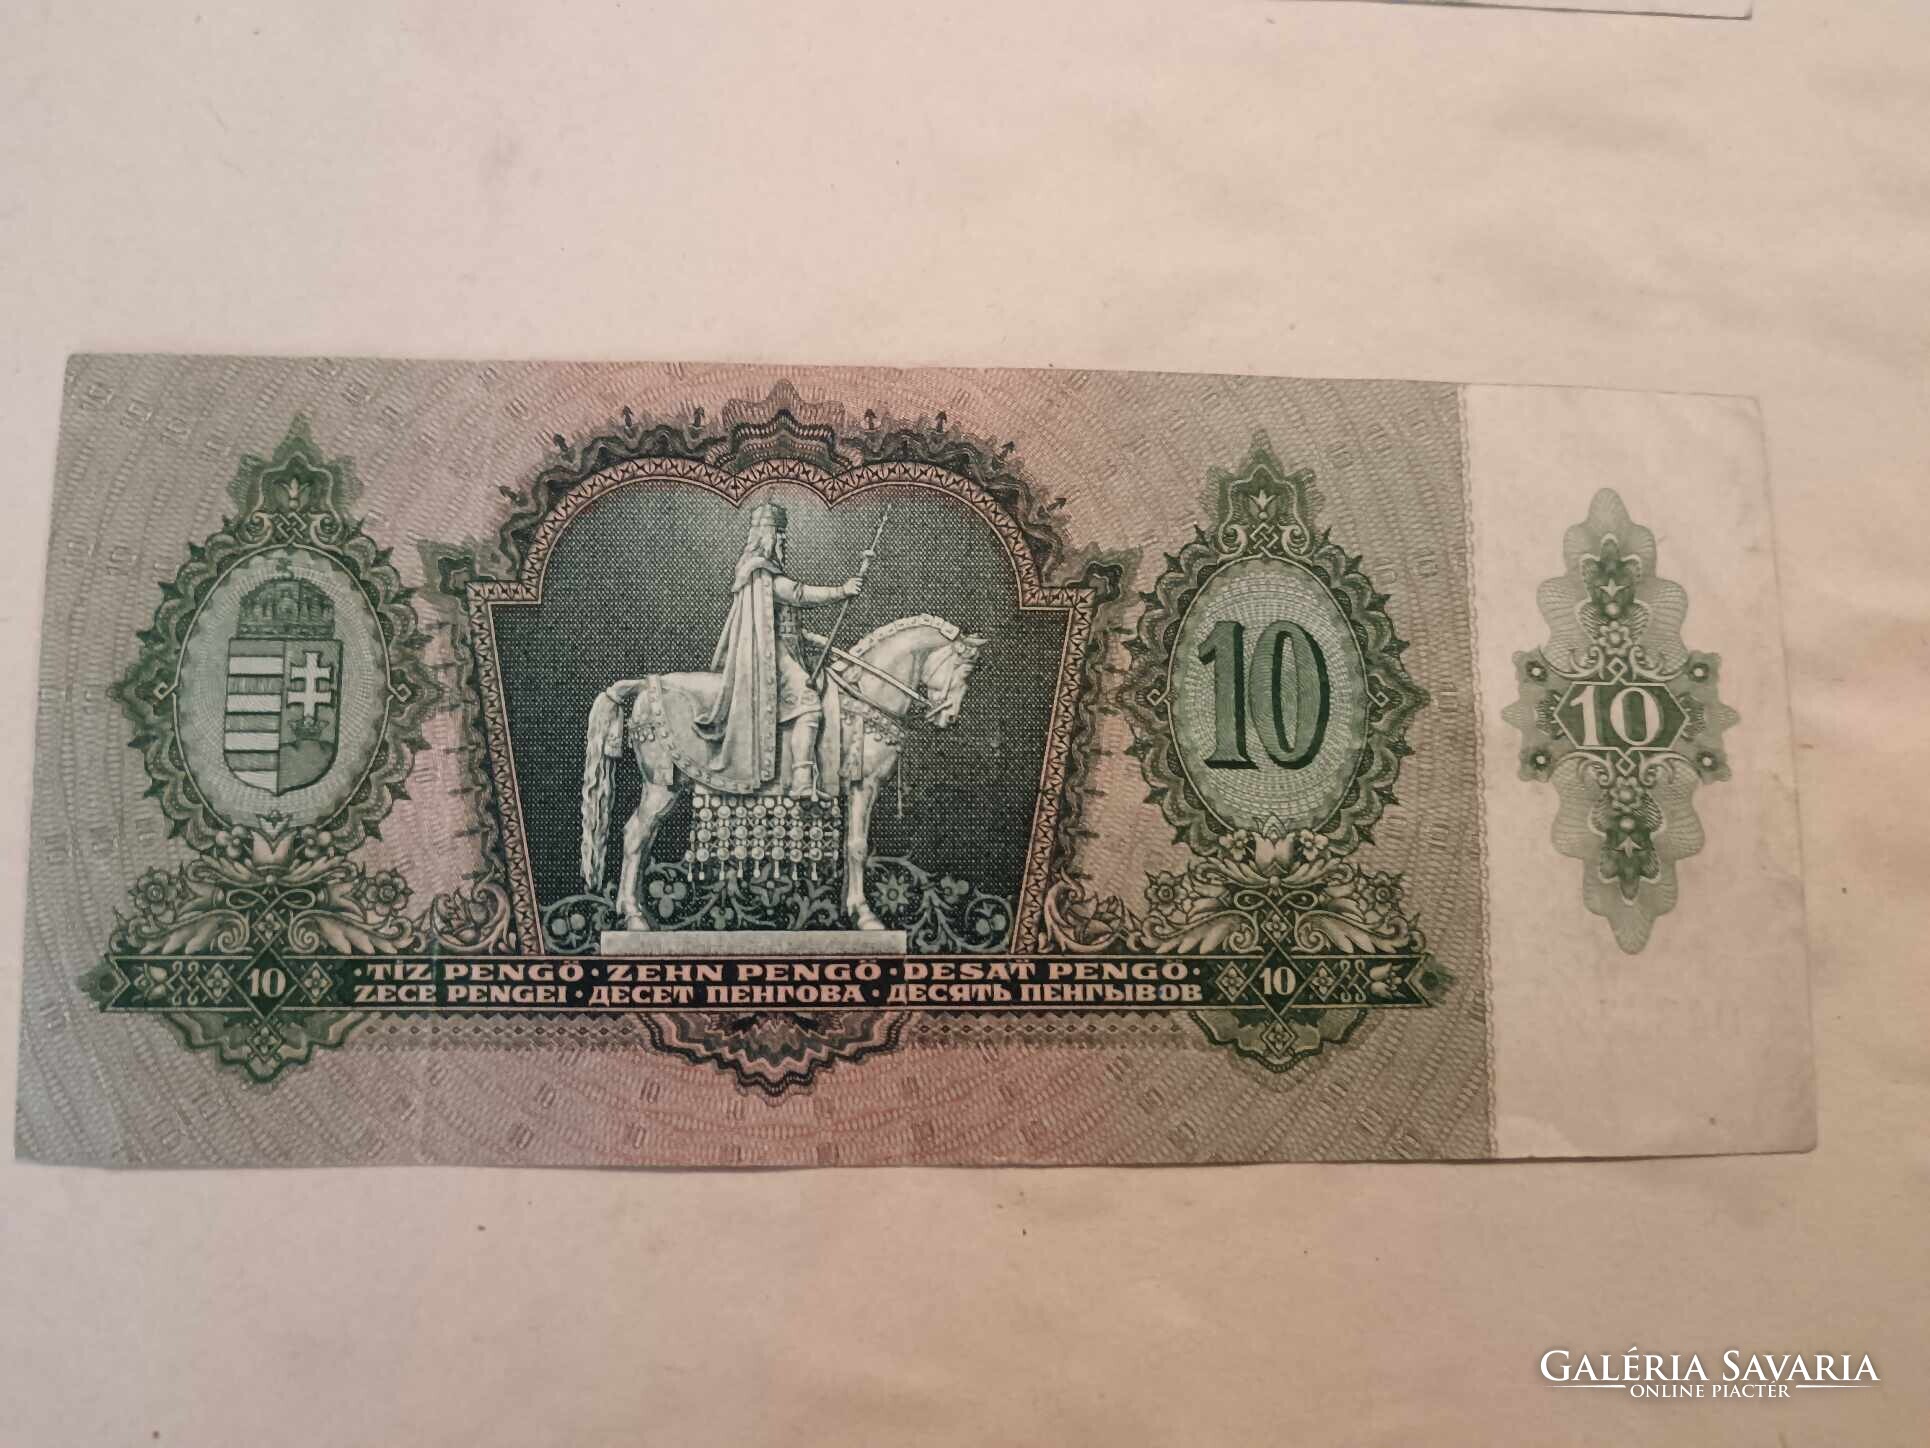 10
10
10 · TÍZ PENGŐ · ZEHN PENGŐ · DESAŤ PENGŐ · 10
ZECE PENGEI · ДЕСЕТ ПЕНГОВА · ДЕСЯТЬ ПЕНГЫВОВ
GALÉRIA SAVARIA
ONLINE PIACTÉR